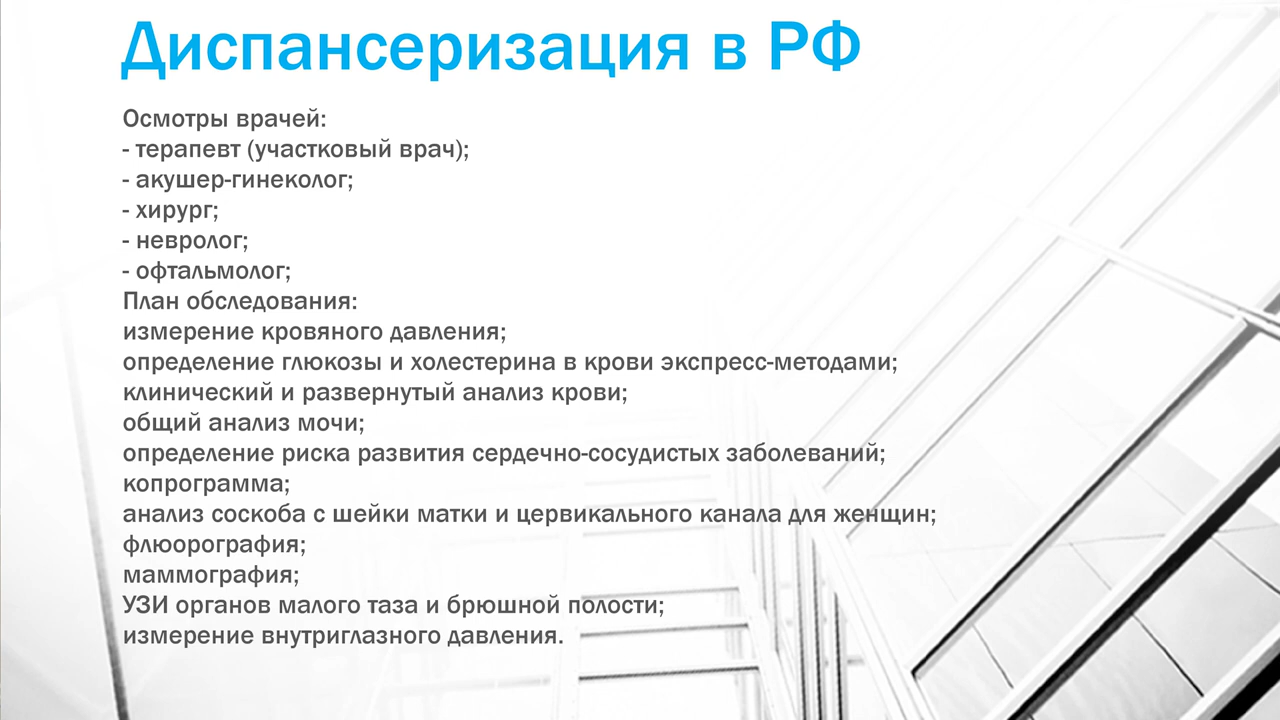 Диспансеризация в РФ
Осмотры врачей:
- терапевт (участковый врач);
- акушер-гинеколог;
- хирург;
- невролог;
- офтальмолог;
План обследования:
измерение кровяного давления;
определение глюкозы и холестерина в крови экспресс-методами;
клинический и развернутый анализ крови;
общий анализ мочи;
определение риска развития сердечно-сосудистых заболеваний;
копрограмма;
анализ соскоба с шейки матки и цервикального канала для женщин;
флюорография;
маммография;
УЗИ органов малого таза и брюшной полости;
измерение внутриглазного давления.